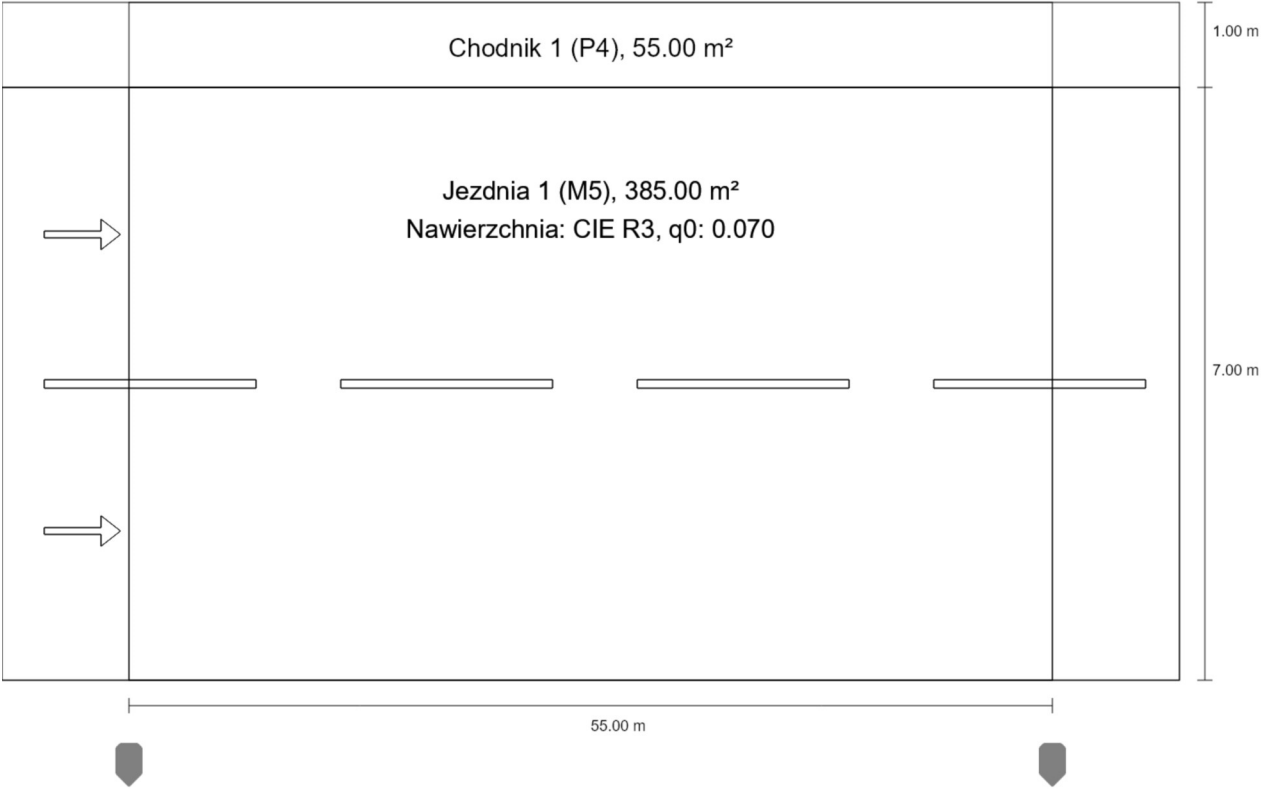 Chodnik 1 (P4), 55.00 m²
1.00 m
Jezdnia 1 (M5), 385.00 m²
Nawierzchnia: CIE R3, q0: 0.070
7.00 m
55.00 m